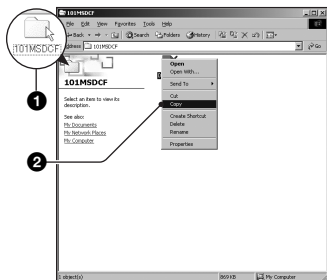 101MSDCF
File Edit View Favorites Tools Help
Back Search Folders History
Address 101MSDCF Go
101MSDCF
1
101MSDCF
Select an item to view its
description.
See also:
My Documents
My Network Places
My Computer
2
Open
Open With...
Send To
Cut
Copy
Create Shortcut
Delete
Rename
Properties
1 object(s) 869 KB My Computer